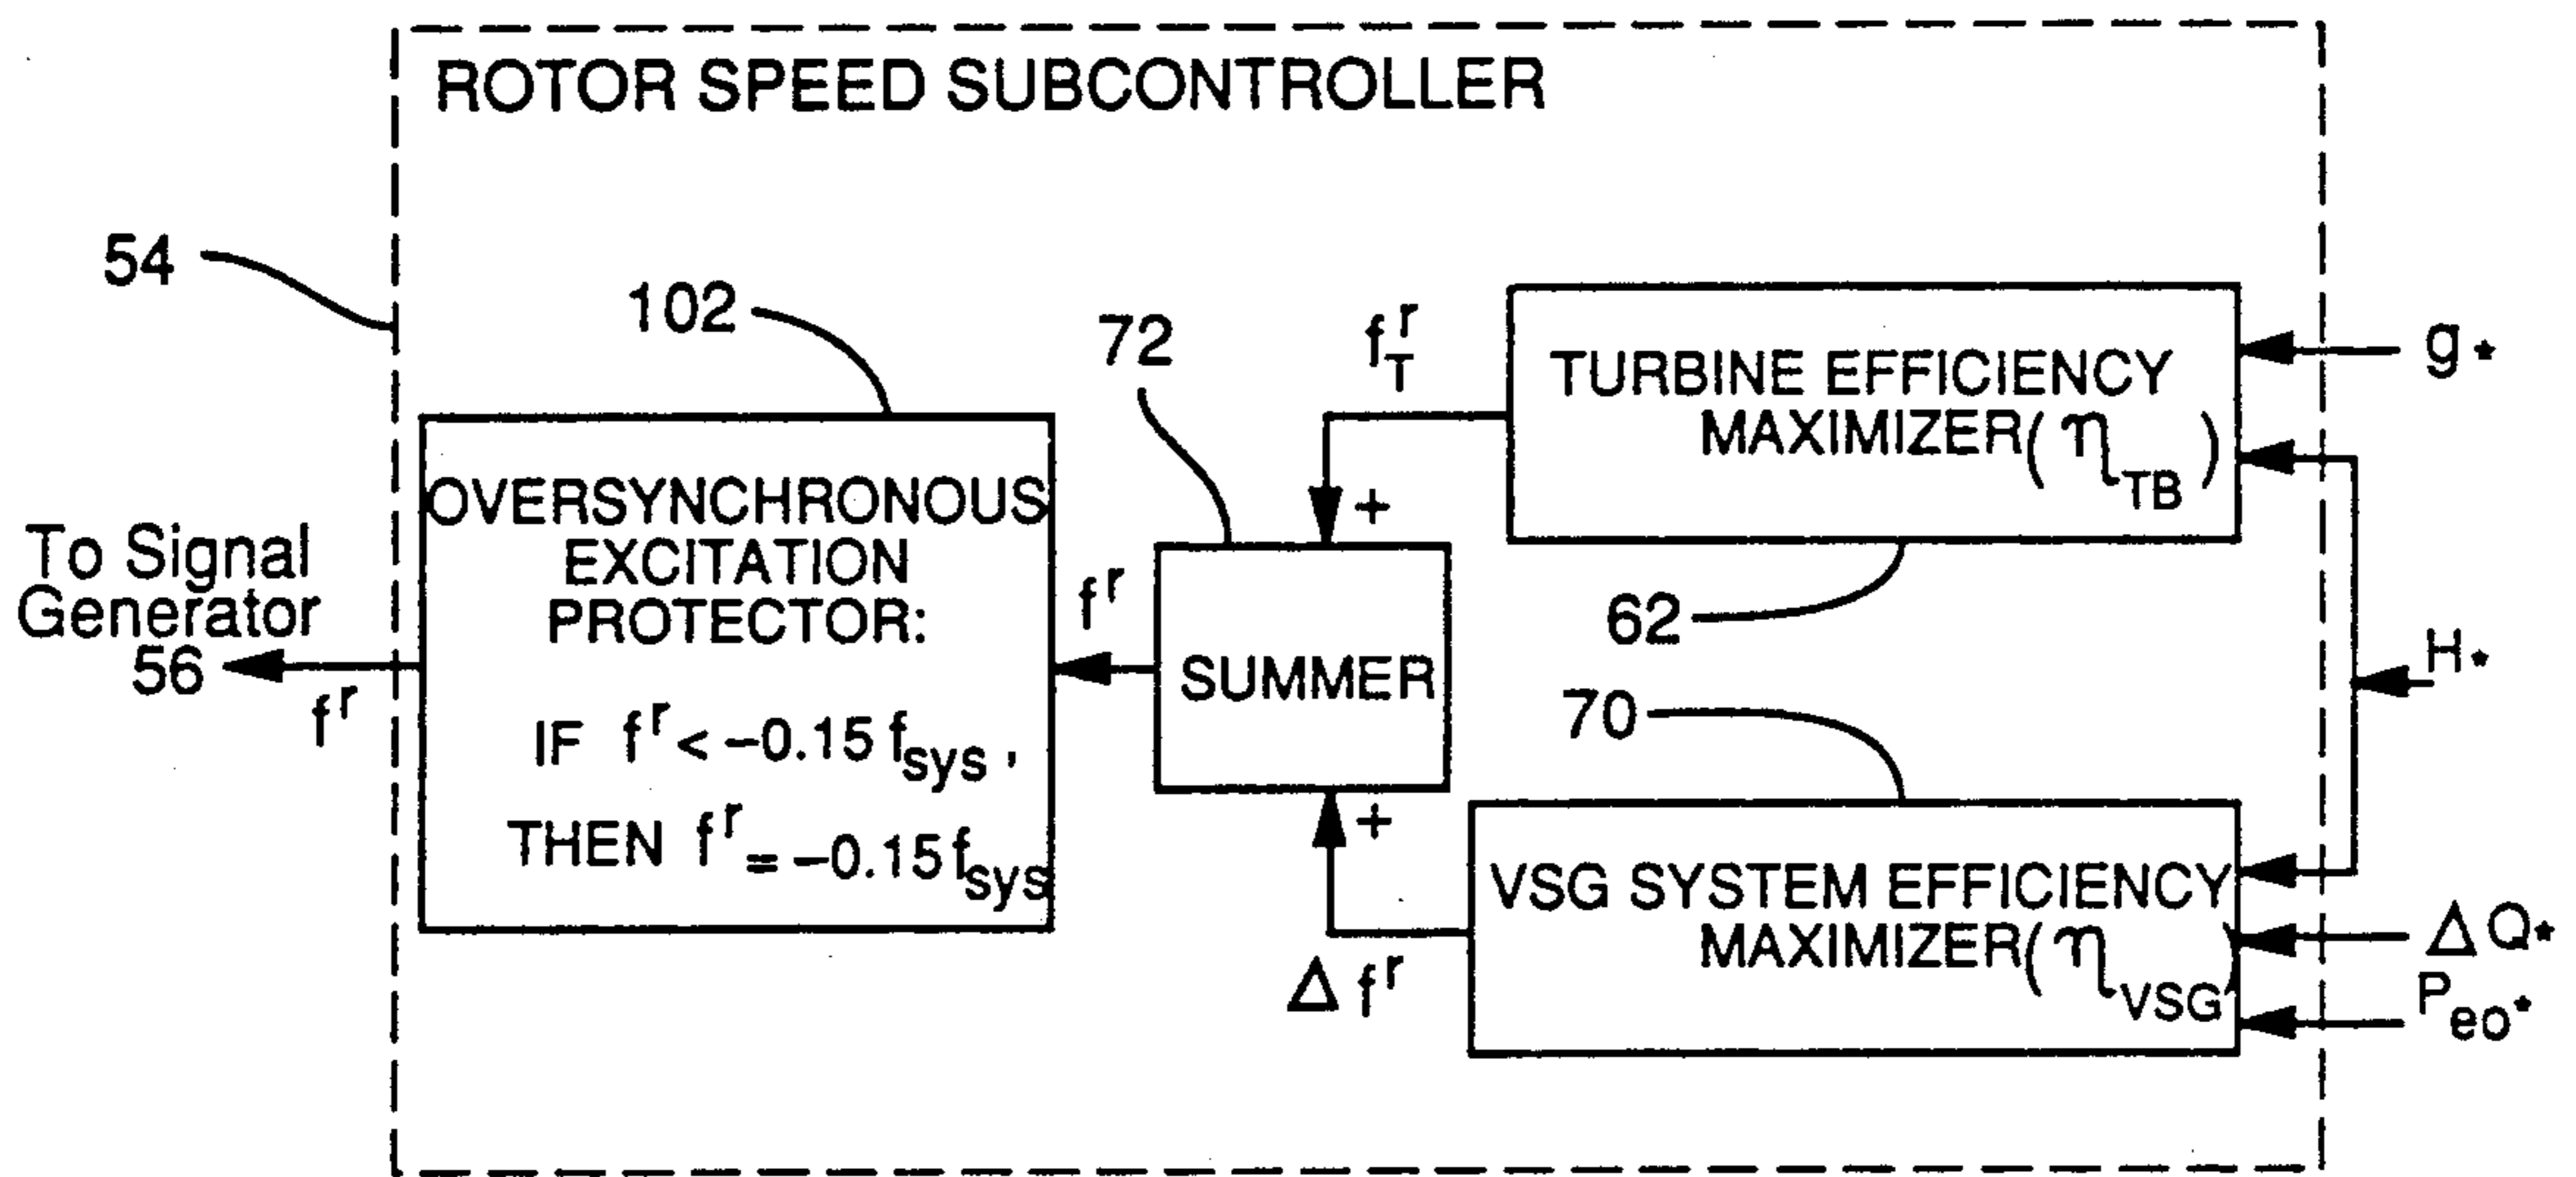 ROTOR SPEED SUBCONTROLLER
54
102
72
f^r_T
TURBINE EFFICIENCY
MAXIMIZER(η_TB)
g*
OVERSYNCHRONOUS
EXCITATION
PROTECTOR:
IF f^r < -0.15 f_sys,
THEN f^r = -0.15 f_sys
To Signal
Generator
56
f^r
f^r
+
SUMMER
+
62
H*
70
Δf^r
VSG SYSTEM EFFICIENCY
MAXIMIZER(η_VSG)
ΔQ*
P_eo*